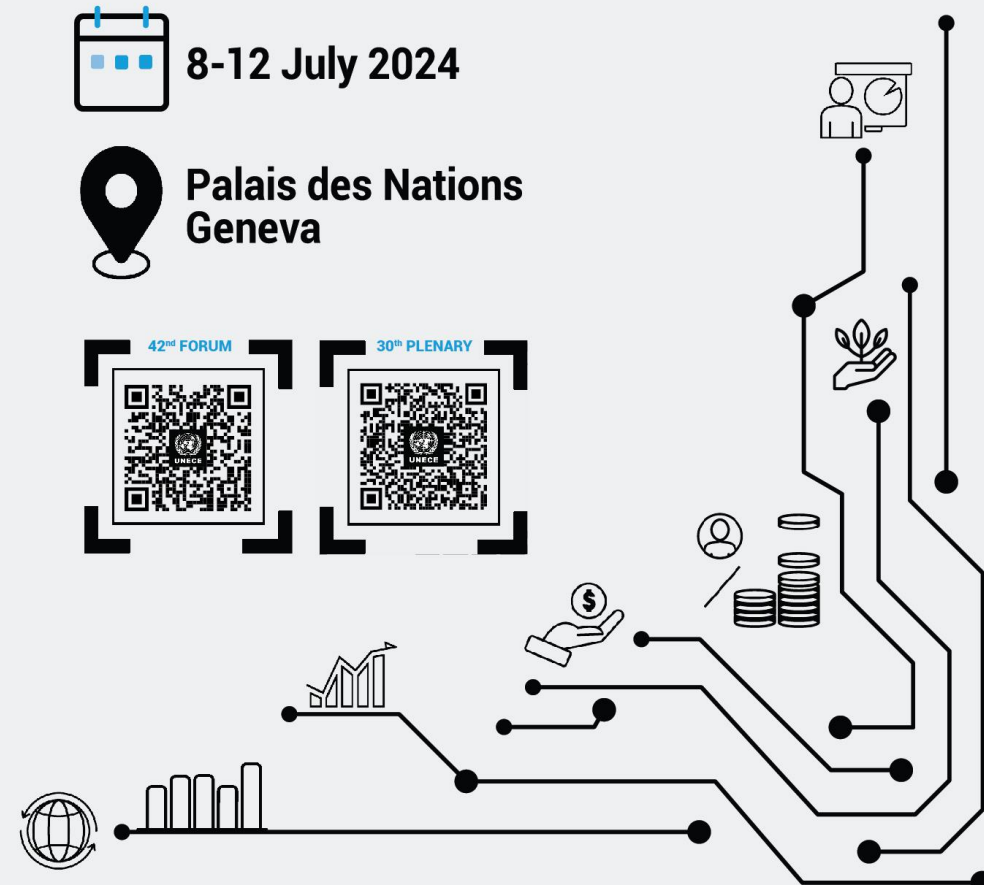 8-12 July 2024
Palais des Nations
Geneva
42nd FORUM
30th PLENARY
UNECE
UNECE
$